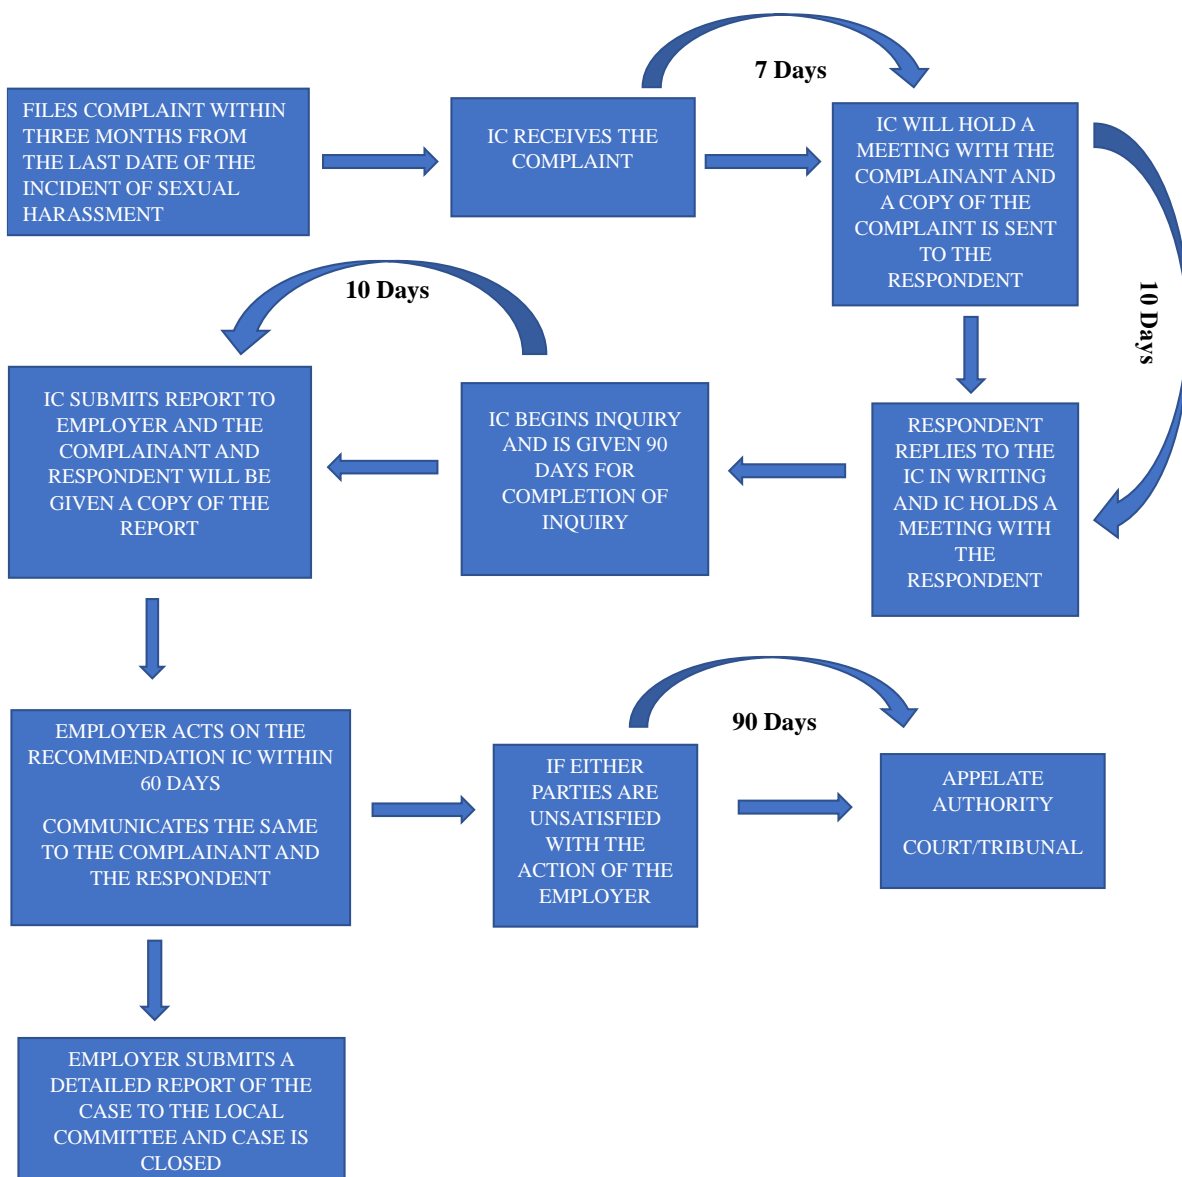 7 Days
FILES COMPLAINT WITHIN
THREE MONTHS FROM
THE LAST DATE OF THE
INCIDENT OF SEXUAL
HARASSMENT
IC RECEIVES THE
COMPLAINT
IC WILL HOLD A
MEETING WITH THE
COMPLAINANT AND
A COPY OF THE
COMPLAINT IS SENT
TO THE
RESPONDENT
10 Days
RESPONDENT
REPLIES TO THE
IC IN WRITING
AND IC HOLDS A
MEETING WITH
THE
RESPONDENT
IC BEGINS INQUIRY
AND IS GIVEN 90
DAYS FOR
COMPLETION OF
INQUIRY
10 Days
IC SUBMITS REPORT TO
EMPLOYER AND THE
COMPLAINANT AND
RESPONDENT WILL BE
GIVEN A COPY OF THE
REPORT
EMPLOYER ACTS ON THE
RECOMMENDATION IC WITHIN
60 DAYS
COMMUNICATES THE SAME
TO THE COMPLAINANT AND
THE RESPONDENT
IF EITHER
PARTIES ARE
UNSATISFIED
WITH THE
ACTION OF THE
EMPLOYER
90 Days
APPELATE
AUTHORITY
COURT/TRIBUNAL
EMPLOYER SUBMITS A
DETAILED REPORT OF THE
CASE TO THE LOCAL
COMMITTEE AND CASE IS
CLOSED